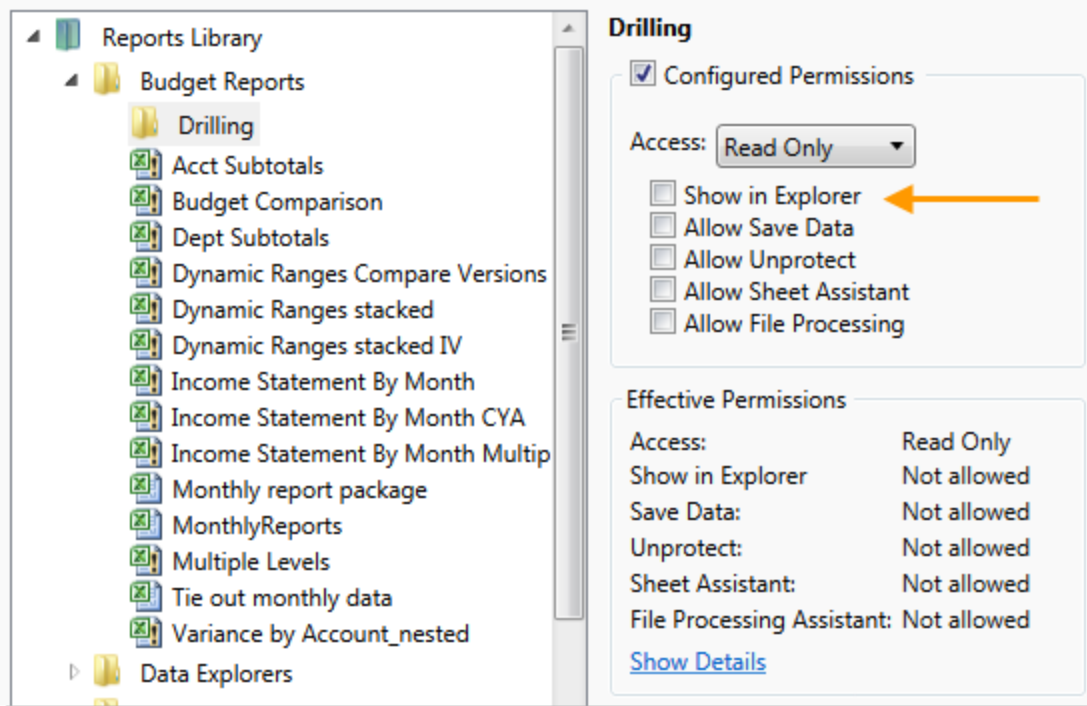 Reports Library
Budget Reports
Drilling
Acct Subtotals
Budget Comparison
Dept Subtotals
Dynamic Ranges Compare Versions
Dynamic Ranges stacked
Dynamic Ranges stacked IV
Income Statement By Month
Income Statement By Month CYA
Income Statement By Month Multip
Monthly report package
MonthlyReports
Multiple Levels
Tie out monthly data
Variance by Account_nested
Data Explorers
Drilling
Configured Permissions
Access: Read Only
Show in Explorer
Allow Save Data
Allow Unprotect
Allow Sheet Assistant
Allow File Processing
Effective Permissions
Access: Read Only
Show in Explorer Not allowed
Save Data: Not allowed
Unprotect: Not allowed
Sheet Assistant: Not allowed
File Processing Assistant: Not allowed
Show Details